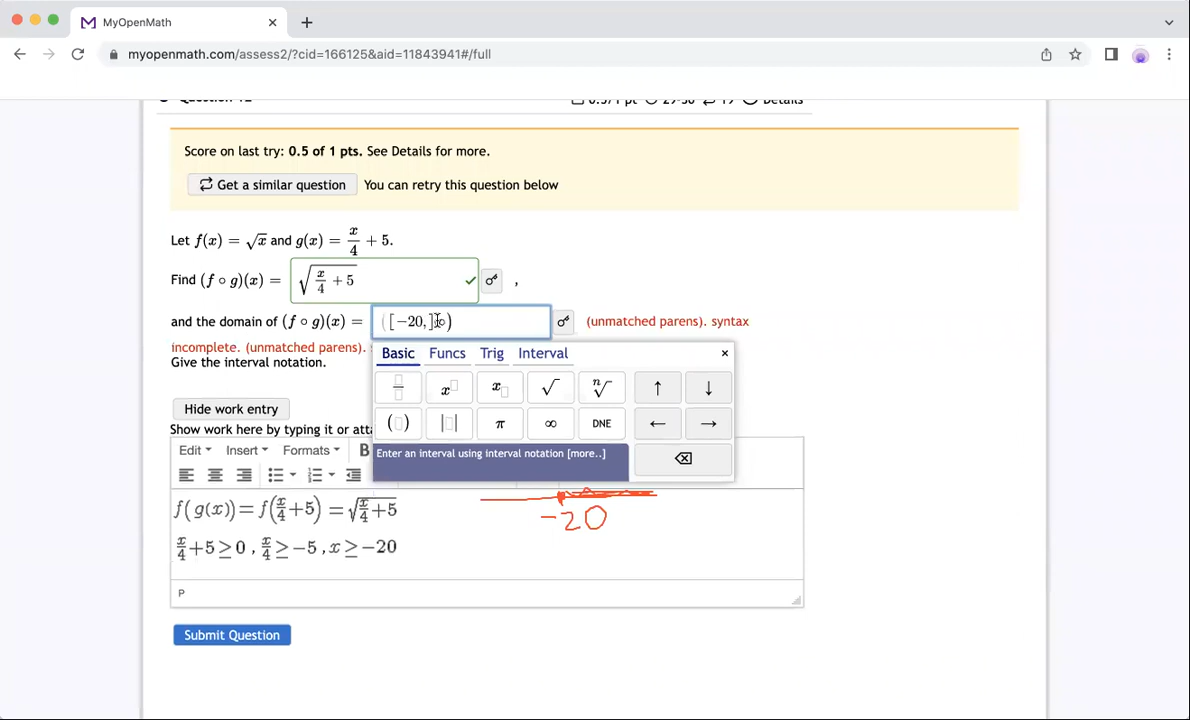 MyOpenMath
myopenmath.com/assess2/?cid=166125&aid=11843941#/full
Details
Score on last try: 0.5 of 1 pts. See Details for more.
Get a similar question You can retry this question below
Let f(x) = √x and g(x) = x/4 + 5.
Find (f ∘ g)(x) = √(x/4 + 5) ,
and the domain of (f ∘ g)(x) = ([−20,]∞) (unmatched parens). syntax
incomplete. (unmatched parens).
Give the interval notation.
Basic Funcs Trig Interval
√ n√
π ∞ DNE
Enter an interval using interval notation [more..]
Hide work entry
Show work here by typing it or
Edit Insert Formats B
f(g(x)) = f(x/4+5) = √(x/4+5)
−20
x/4+5 ≥ 0 , x/4 ≥ −5 , x ≥ −20
P
Submit Question